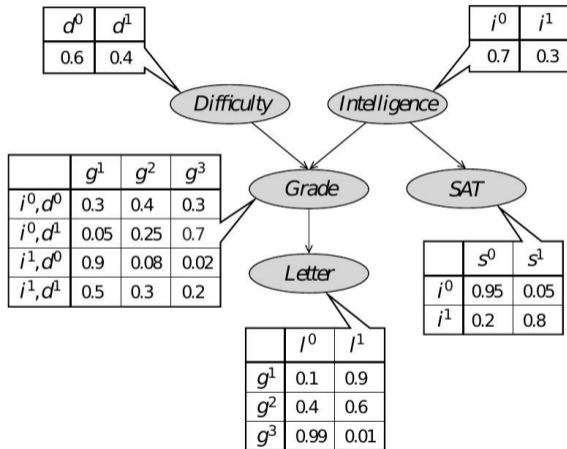 d⁰ d¹
0.6 0.4
i⁰ i¹
0.7 0.3
Difficulty
Intelligence
g¹ g² g³
i⁰,d⁰ 0.3 0.4 0.3
i⁰,d¹ 0.05 0.25 0.7
i¹,d⁰ 0.9 0.08 0.02
i¹,d¹ 0.5 0.3 0.2
Grade
SAT
Letter
s⁰ s¹
i⁰ 0.95 0.05
i¹ 0.2 0.8
l⁰ l¹
g¹ 0.1 0.9
g² 0.4 0.6
g³ 0.99 0.01